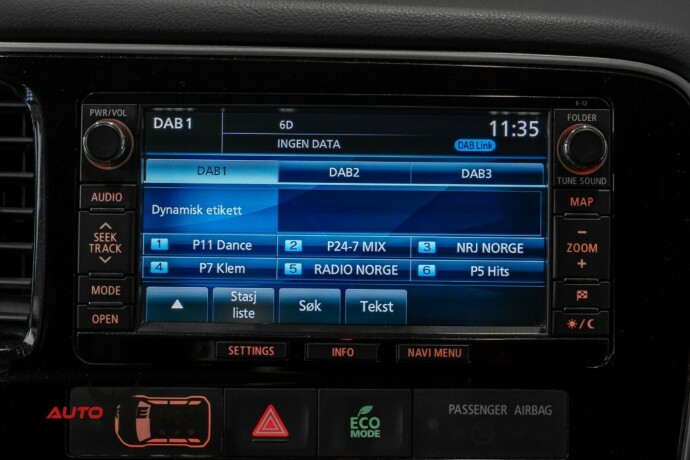 E-12
PWR/VOL
FOLDER
DAB 1
6D
11:35
INGEN DATA
DAB Link
TUNE SOUND
DAB1
DAB2
DAB3
AUDIO
MAP
Dynamisk etikett
SEEK
TRACK
ZOOM
1 P11 Dance
2 P24-7 MIX
3 NRJ NORGE
4 P7 Klem
5 RADIO NORGE
6 P5 Hits
MODE
Stasj
liste
Søk
Tekst
OPEN
SETTINGS
INFO
NAVI MENU
AUTO
ECO
MODE
PASSENGER AIRBAG